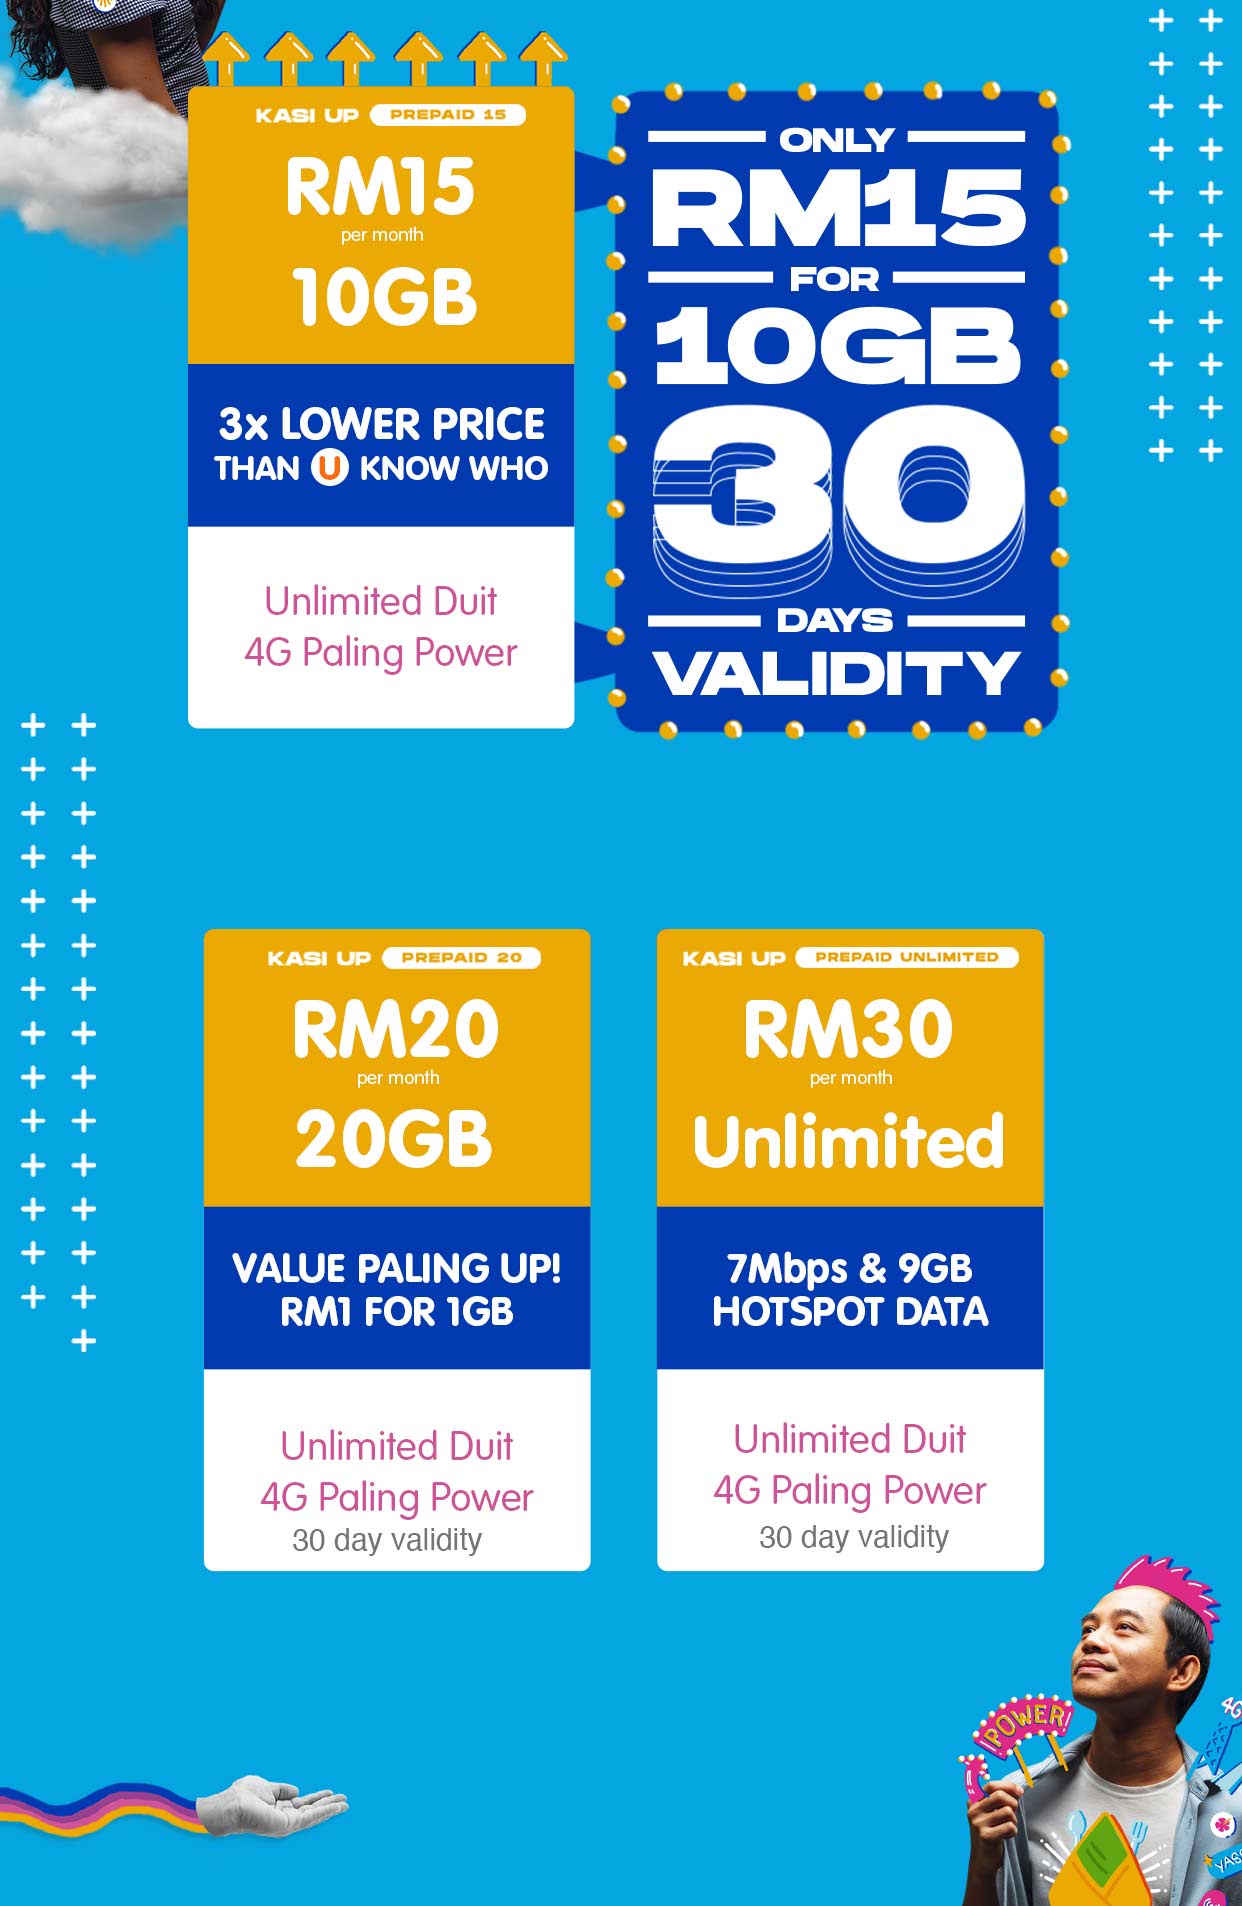 KASI UP PREPAID 15
RM15
per month
10GB
3x LOWER PRICE
THAN U KNOW WHO
Unlimited Duit
4G Paling Power
ONLY
RM15
FOR
10GB
30
DAYS
VALIDITY
KASI UP PREPAID 20
RM20
per month
20GB
VALUE PALING UP!
RM1 FOR 1GB
Unlimited Duit
4G Paling Power
30 day validity
KASI UP PREPAID UNLIMITED
RM30
per month
Unlimited
7Mbps & 9GB
HOTSPOT DATA
Unlimited Duit
4G Paling Power
30 day validity
POWER!
4G
YASS